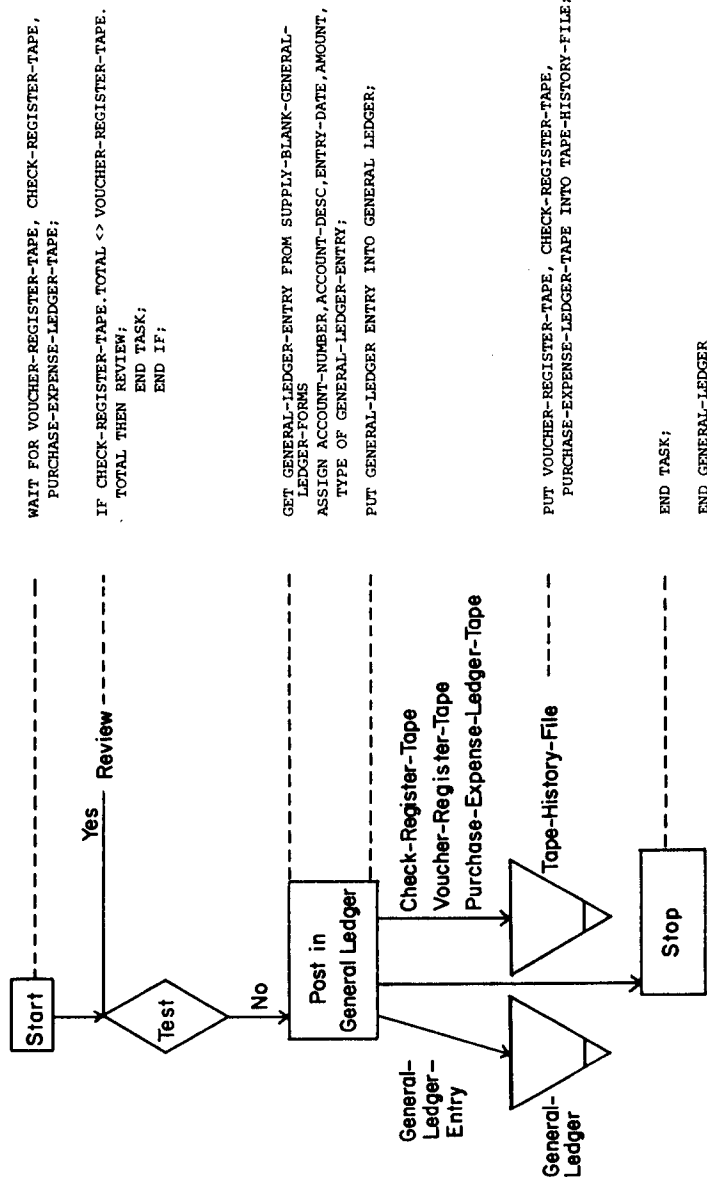 Start
Yes
Review
Test
No
Post in
General Ledger
General-
Ledger-
Entry
Check-Register-Tape
Voucher-Register-Tape
Purchase-Expense-Ledger-Tape
General-
Ledger
Tape-History-File
Stop
WAIT FOR VOUCHER-REGISTER-TAPE, CHECK-REGISTER-TAPE,
PURCHASE-EXPENSE-LEDGER-TAPE;
IF CHECK-REGISTER-TAPE.TOTAL <> VOUCHER-REGISTER-TAPE.
TOTAL THEN REVIEW;
END TASK;
END IF;
GET GENERAL-LEDGER-ENTRY FROM SUPPLY-BLANK-GENERAL-
LEDGER-FORMS
ASSIGN ACCOUNT-NUMBER,ACCOUNT-DESC,ENTRY-DATE,AMOUNT,
TYPE OF GENERAL-LEDGER-ENTRY;
PUT GENERAL-LEDGER ENTRY INTO GENERAL LEDGER;
PUT VOUCHER-REGISTER-TAPE, CHECK-REGISTER-TAPE,
PURCHASE-EXPENSE-LEDGER-TAPE INTO TAPE-HISTORY-FILE;
END TASK;
END GENERAL-LEDGER